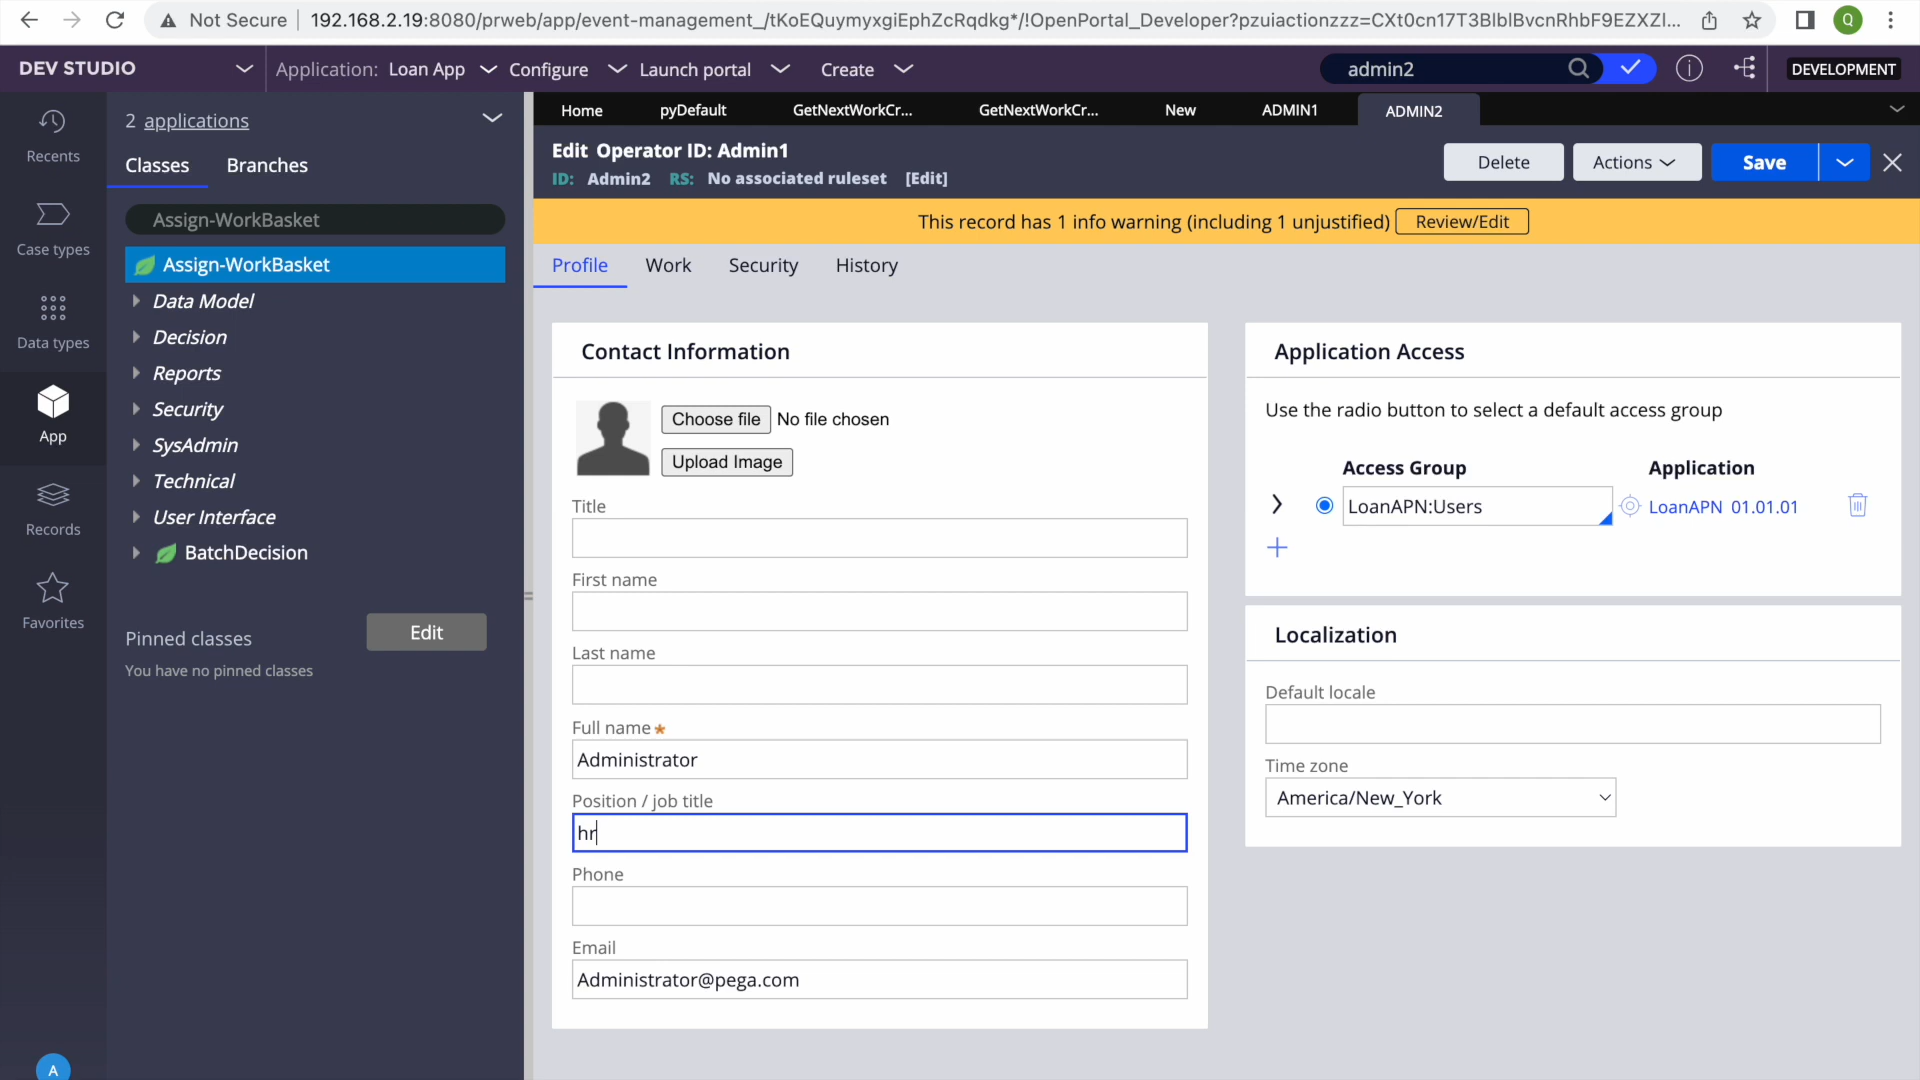 Not Secure 192.168.2.19:8080/prweb/app/event-management_/tKoEQuymyxgiEphZcRqdkg*/!OpenPortal_Developer?pzuiactionzzz=CXt0cn17T3BlblBvcnRhbF9EZXZl... Q
DEV STUDIO Application: Loan App Configure Launch portal Create admin2 DEVELOPMENT
Home pyDefault GetNextWorkCr... GetNextWorkCr... New ADMIN1 ADMIN2
Recents
Case types
Data types
App
Records
Favorites
A
2 applications
Classes Branches
Assign-WorkBasket
Assign-WorkBasket
Data Model
Decision
Reports
Security
SysAdmin
Technical
User Interface
BatchDecision
Pinned classes Edit
You have no pinned classes
Edit Operator ID: Admin1
ID: Admin2 RS: No associated ruleset [Edit]
Delete Actions Save
This record has 1 info warning (including 1 unjustified) Review/Edit
Profile Work Security History
Contact Information
Choose file No file chosen
Upload Image
Title
First name
Last name
Full name *
Administrator
Position / job title
hr
Phone
Email
Administrator@pega.com
Application Access
Use the radio button to select a default access group
Access Group Application
LoanAPN:Users LoanAPN 01.01.01
Localization
Default locale
Time zone
America/New_York